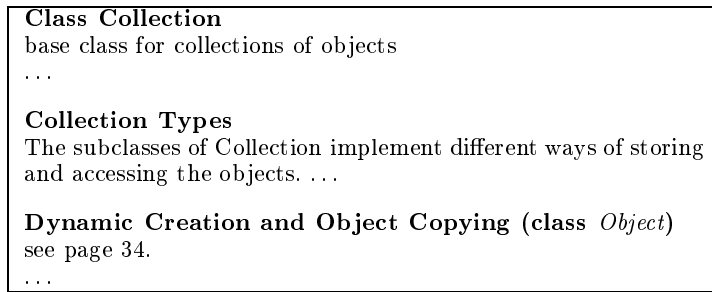 Class Collection
base class for collections of objects
. . .
Collection Types
The subclasses of Collection implement different ways of storing
and accessing the objects. . . .
Dynamic Creation and Object Copying (class Object)
see page 34.
. . .